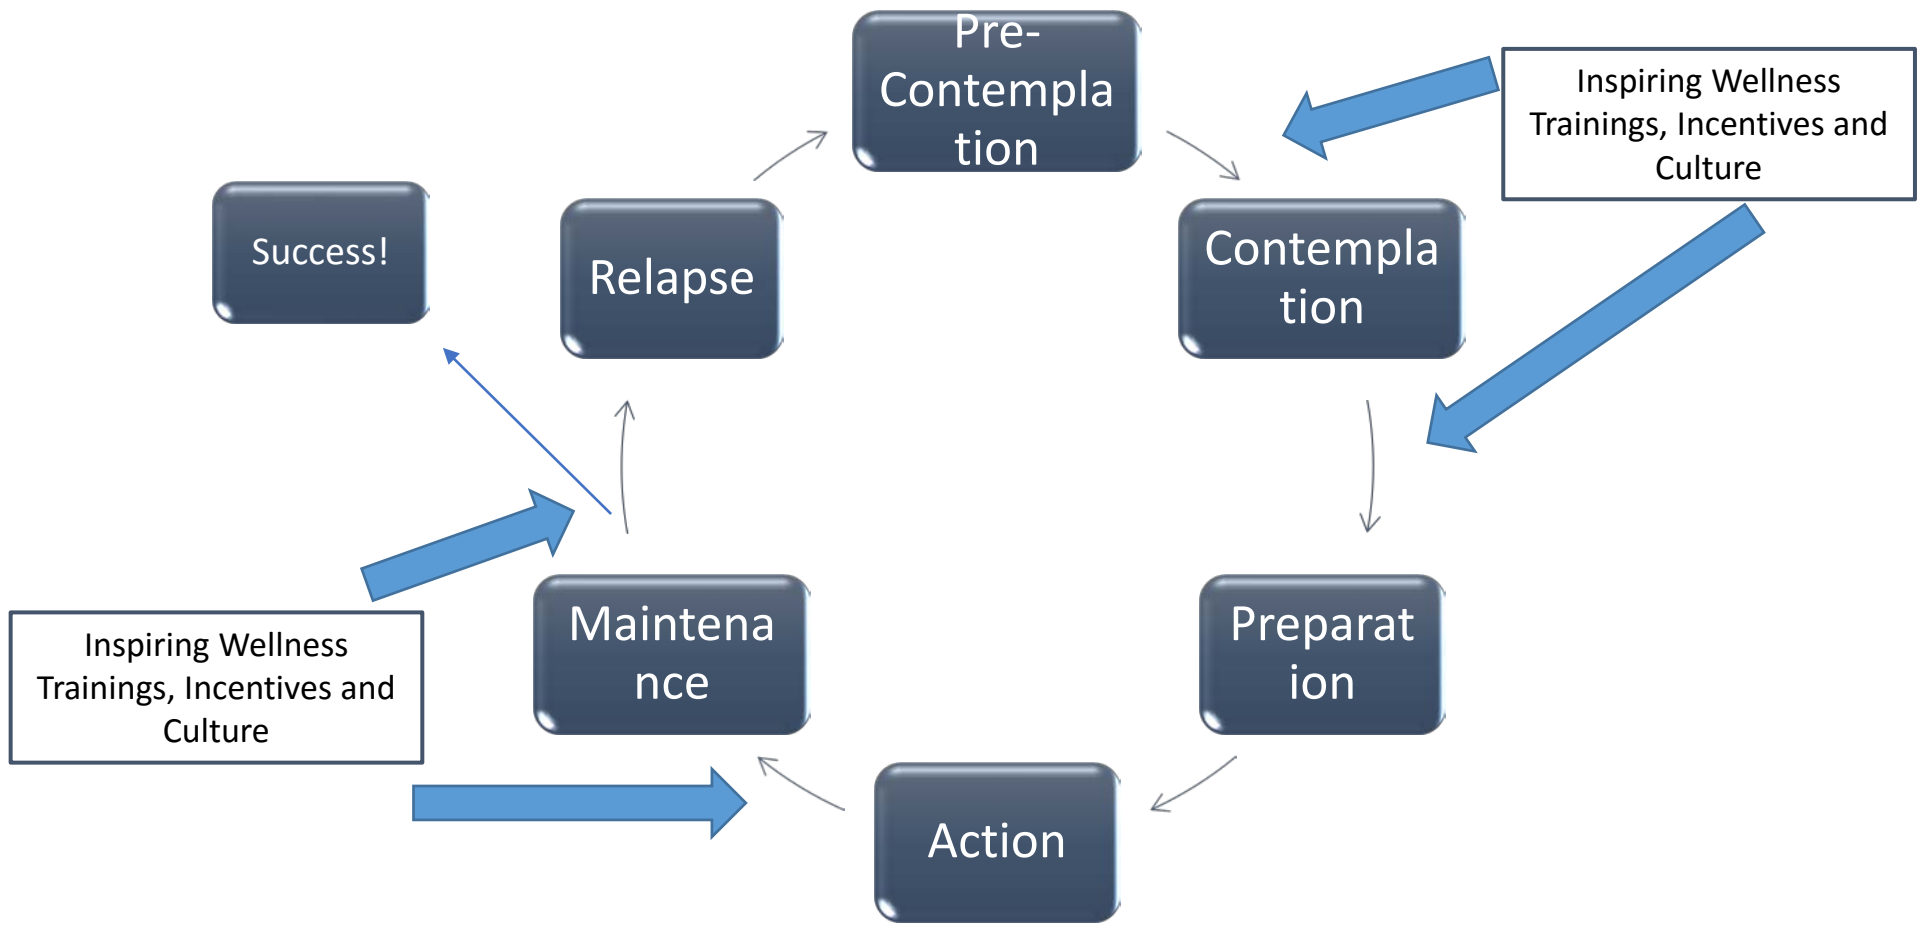 Pre-
Contempla
tion
Inspiring Wellness
Trainings, Incentives and
Culture
Success!
Relapse
Contempla
tion
Maintena
nce
Preparat
ion
Inspiring Wellness
Trainings, Incentives and
Culture
Action